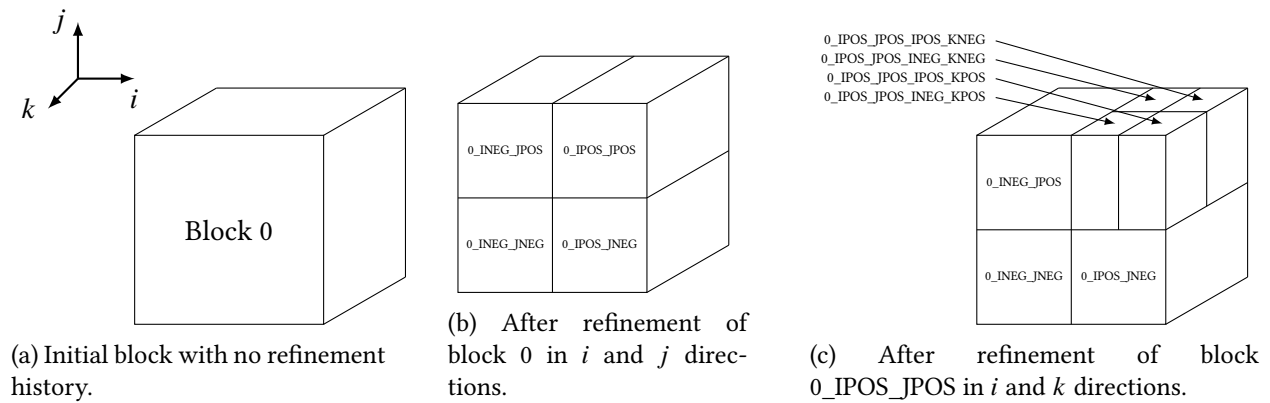 j
i
k
Block 0
(a) Initial block with no refinement
history.
0_INEG_JPOS
0_IPOS_JPOS
0_INEG_JNEG
0_IPOS_JNEG
(b) After refinement of
block 0 in i and j direc-
tions.
0_IPOS_JPOS_IPOS_KNEG
0_IPOS_JPOS_INEG_KNEG
0_IPOS_JPOS_IPOS_KPOS
0_IPOS_JPOS_INEG_KPOS
0_INEG_JPOS
0_INEG_JNEG
0_IPOS_JNEG
(c) After refinement of block
0_IPOS_JPOS in i and k directions.